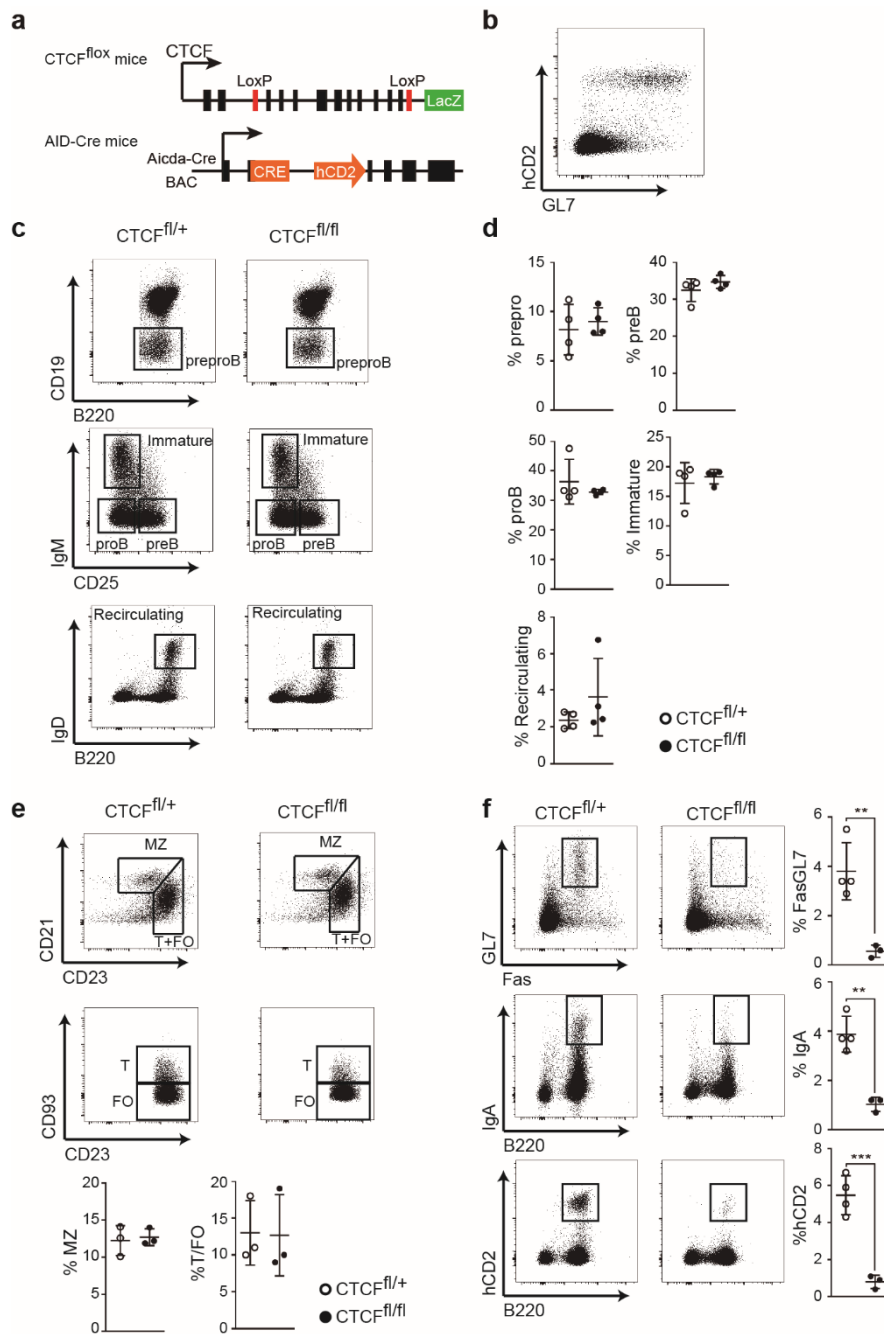 a
CTCF^flox mice
CTCF
LoxP
LoxP
LacZ
AID-Cre mice
Aicda-Cre
BAC
CRE
hCD2
b
hCD2
GL7
c
CTCF^fl/+
CTCF^fl/fl
CD19
preproB
preproB
B220
Immature
Immature
IgM
proB
preB
proB
preB
CD25
Recirculating
Recirculating
IgD
B220
d
% prepro
15
10
5
0
% preB
40
30
20
10
0
% proB
50
40
30
20
10
0
% Immature
25
20
15
10
5
0
% Recirculating
8
6
4
2
0
CTCF^fl/+
CTCF^fl/fl
e
CTCF^fl/+
CTCF^fl/fl
MZ
MZ
CD21
T+FO
T+FO
CD23
CD93
T
FO
T
FO
CD23
% MZ
20
15
10
5
0
%T/FO
20
15
10
5
0
CTCF^fl/+
CTCF^fl/fl
f
CTCF^fl/+
CTCF^fl/fl
GL7
Fas
% FasGL7
6
4
2
0
**
IgA
B220
% IgA
6
4
2
0
**
hCD2
B220
%hCD2
8
6
4
2
0
***